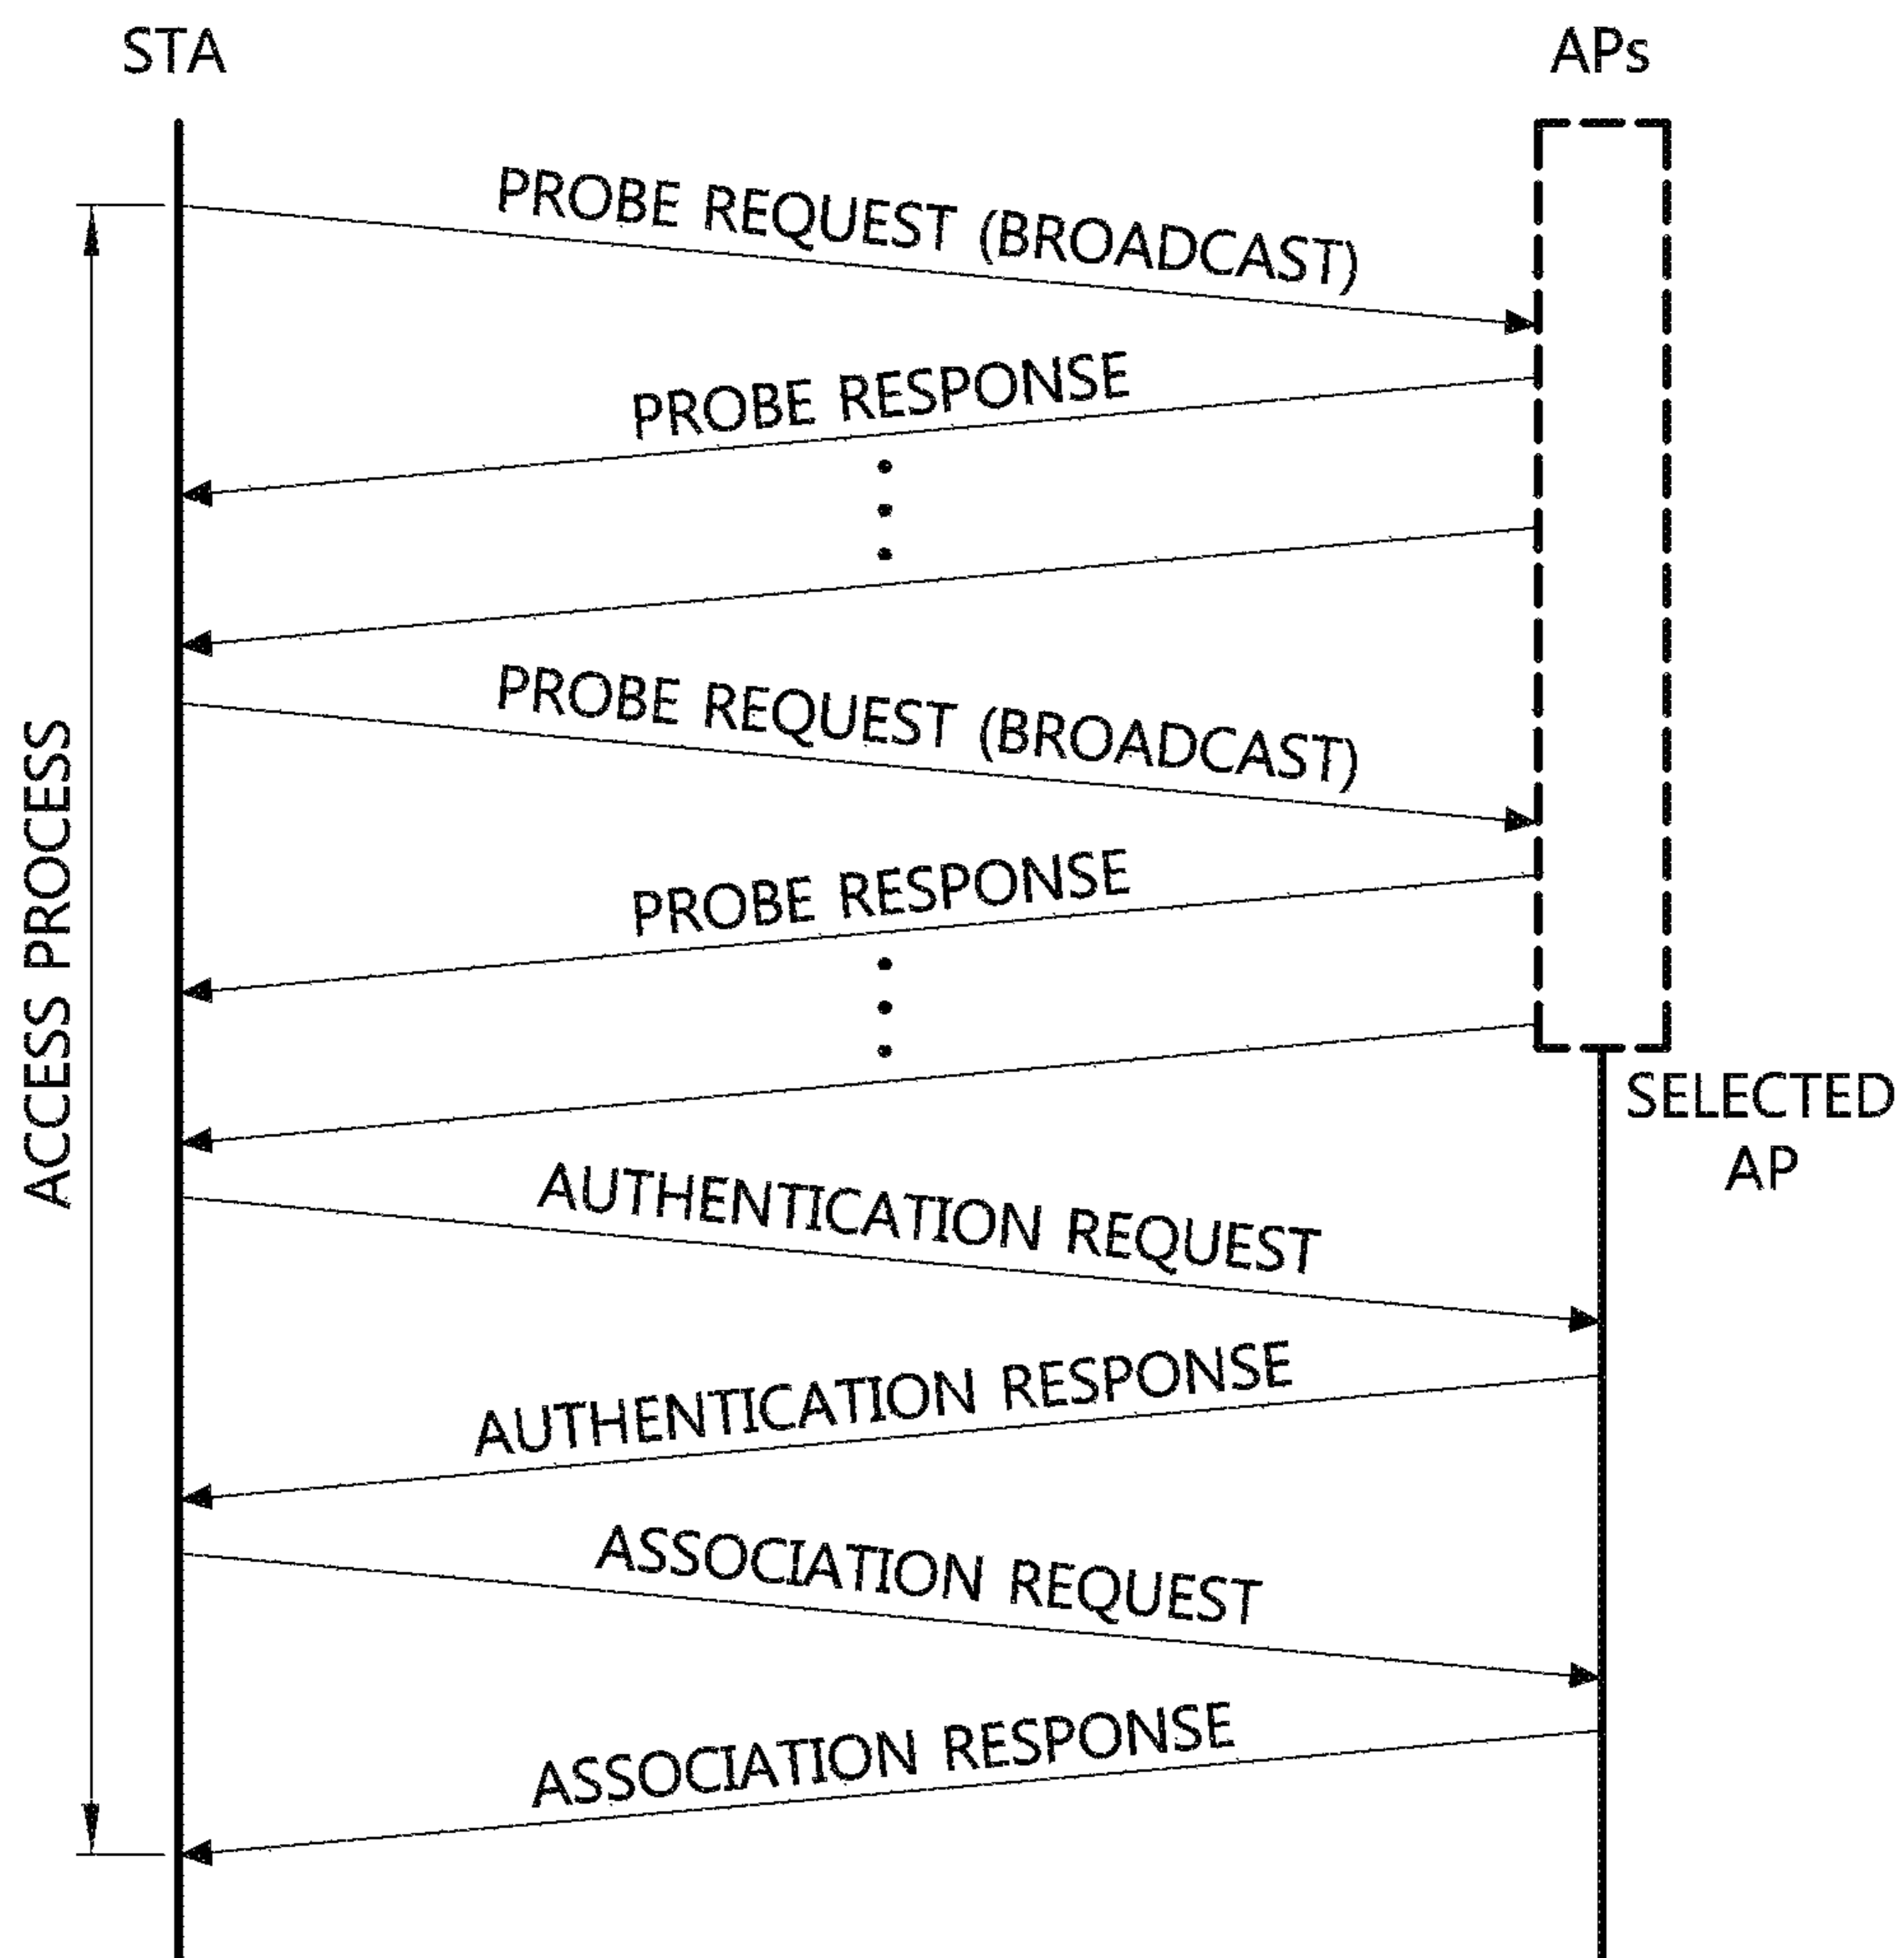 STA
APs
PROBE REQUEST (BROADCAST)
PROBE RESPONSE
PROBE REQUEST (BROADCAST)
PROBE RESPONSE
ACCESS PROCESS
SELECTED
AP
AUTHENTICATION REQUEST
AUTHENTICATION RESPONSE
ASSOCIATION REQUEST
ASSOCIATION RESPONSE